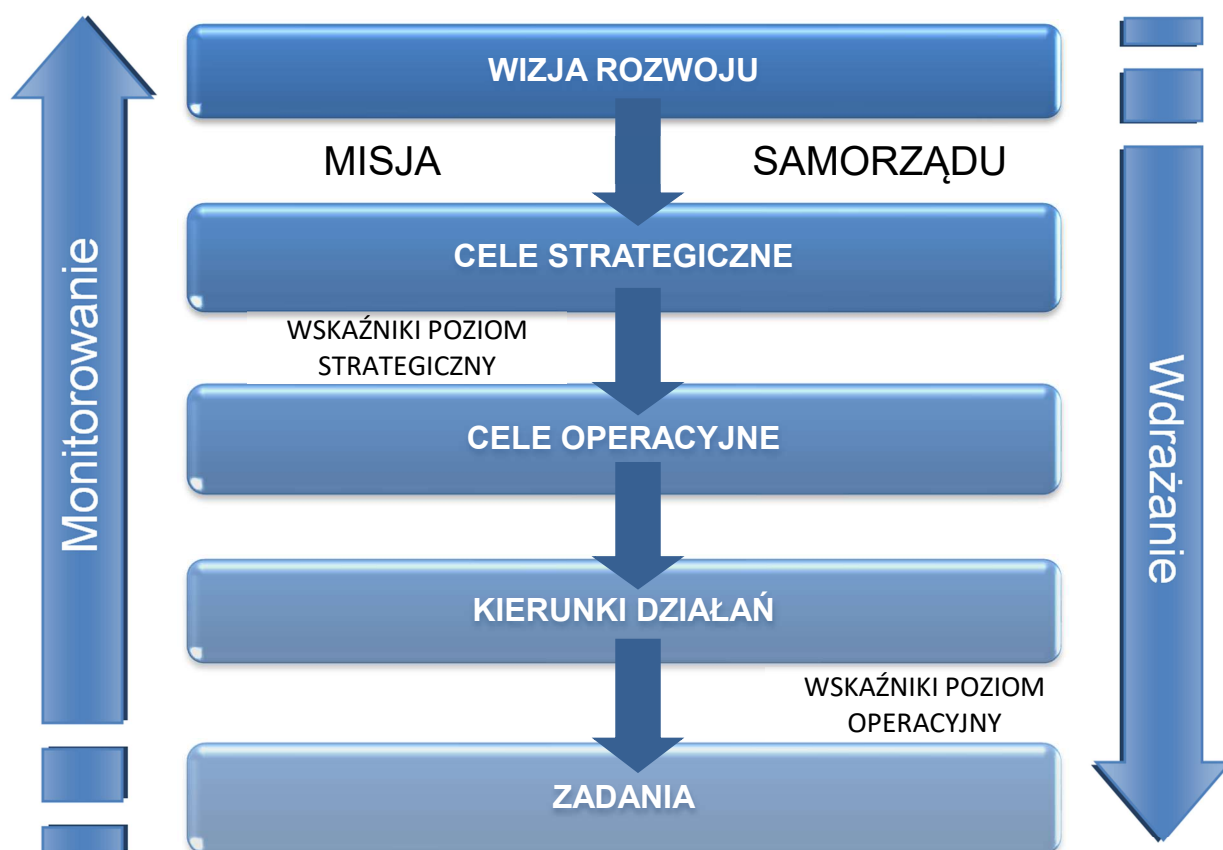 WIZJA ROZWOJU
MISJA SAMORZĄDU
CELE STRATEGICZNE
WSKAŹNIKI POZIOM
STRATEGICZNY
CELE OPERACYJNE
KIERUNKI DZIAŁAŃ
WSKAŹNIKI POZIOM
OPERACYJNY
ZADANIA
Monitorowanie
Wdrażanie